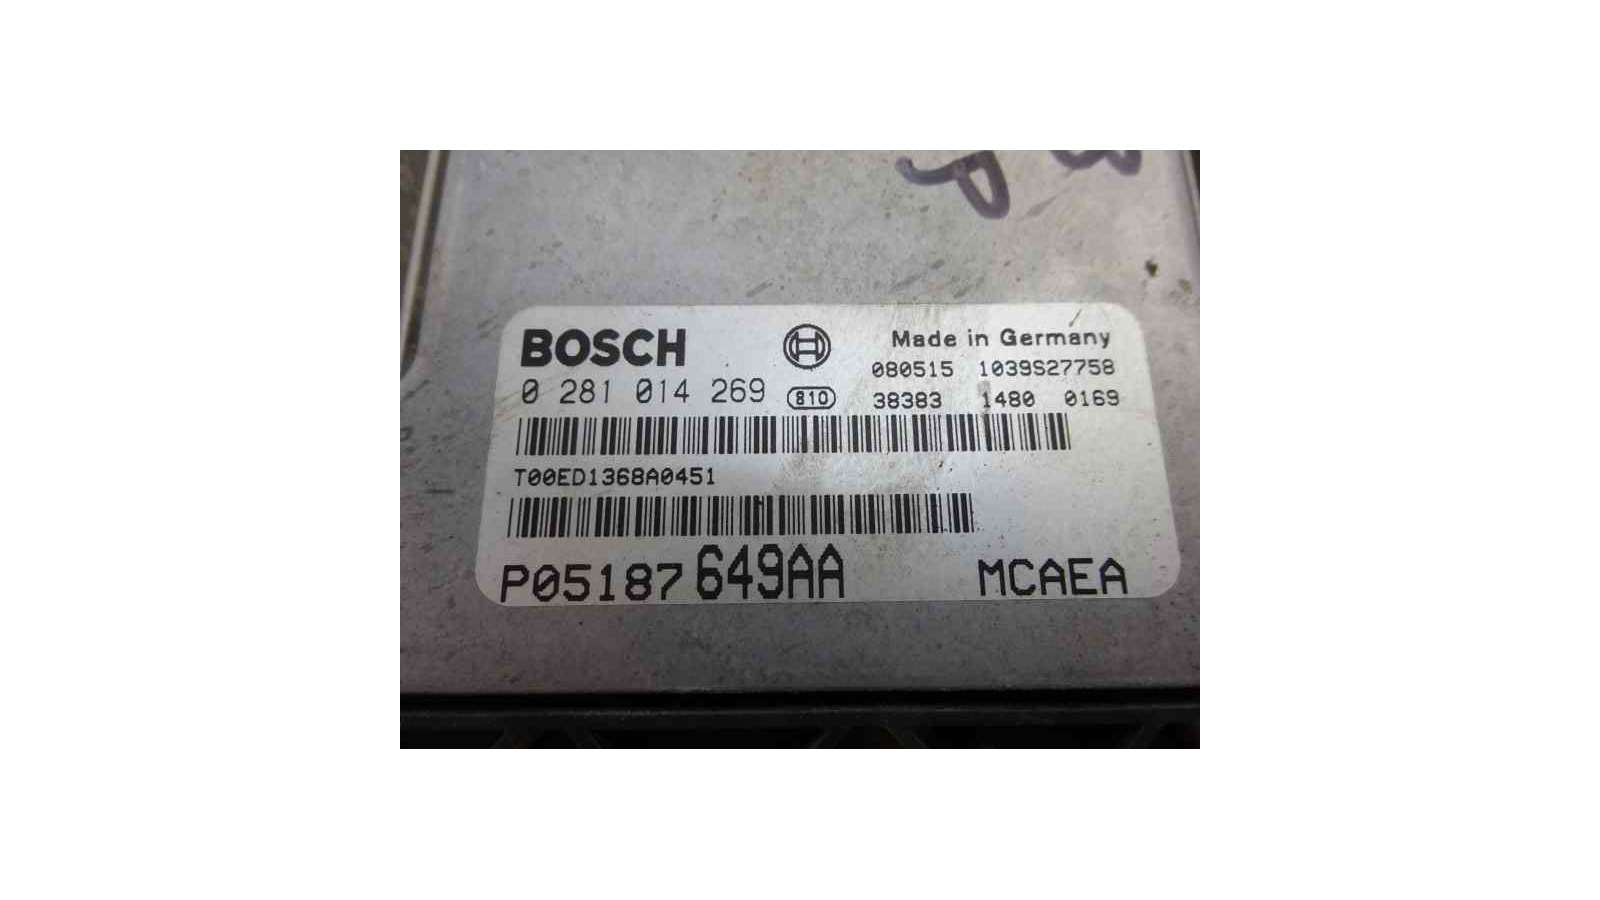 BOSCH
Made in Germany
080515 1039S27758
0 281 014 269 810 38383 1480 0169
T00ED1368A0451
P05187649AA MCAEA